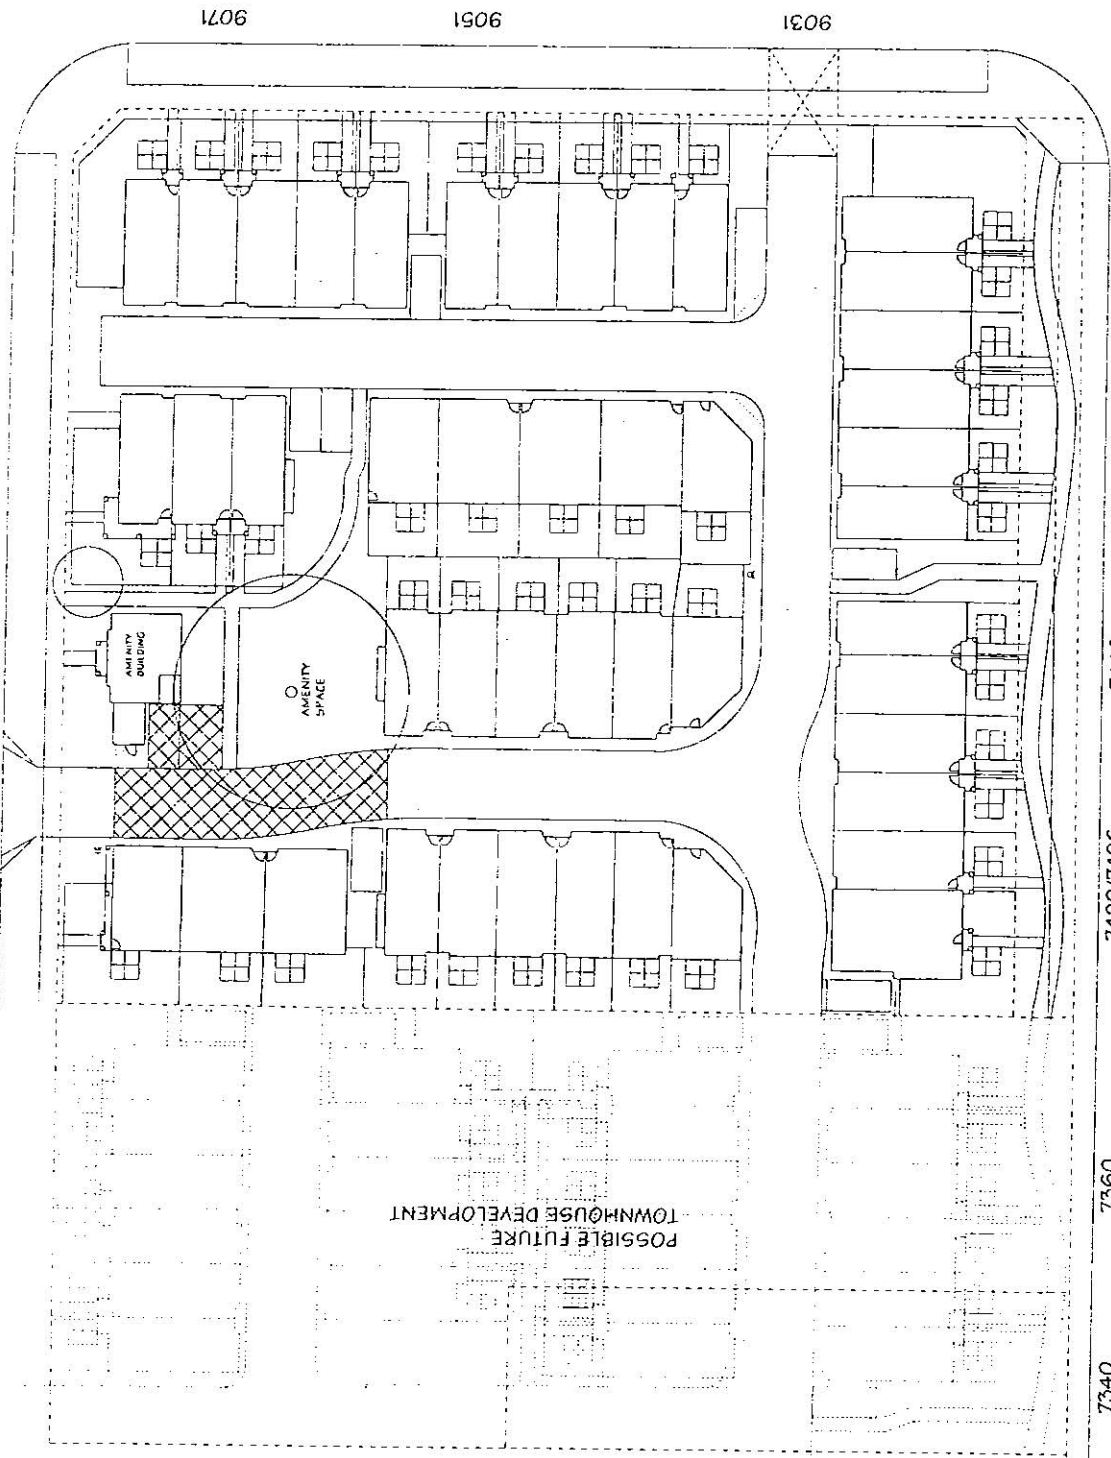 9071
9051
9031
AMENITY
BUILDING
AMENITY
SPACE
POSSIBLE FUTURE
TOWNHOUSE DEVELOPMENT
7360
7340